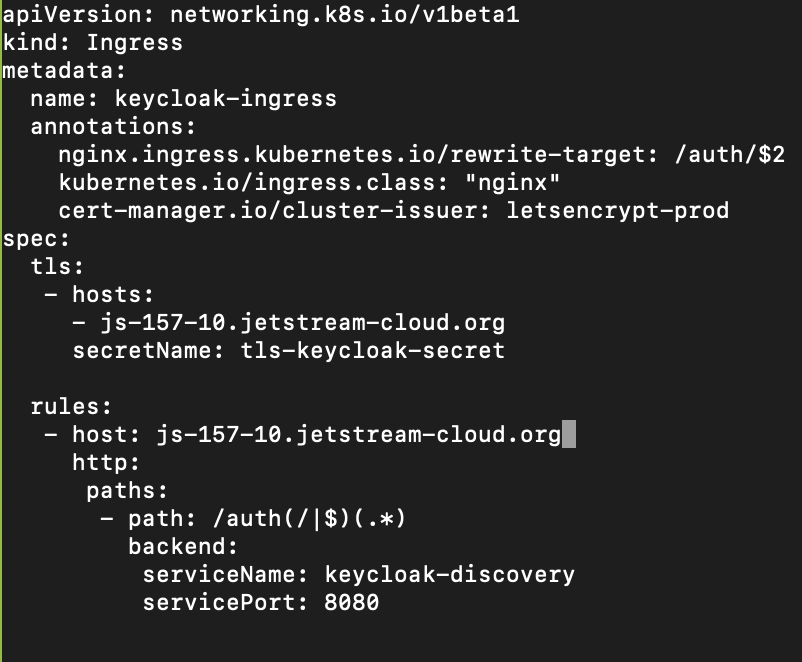 apiVersion: networking.k8s.io/v1beta1
kind: Ingress
metadata:
  name: keycloak-ingress
  annotations:
    nginx.ingress.kubernetes.io/rewrite-target: /auth/$2
    kubernetes.io/ingress.class: "nginx"
    cert-manager.io/cluster-issuer: letsencrypt-prod
spec:
  tls:
   - hosts:
     - js-157-10.jetstream-cloud.org
     secretName: tls-keycloak-secret

  rules:
   - host: js-157-10.jetstream-cloud.org
     http:
      paths:
       - path: /auth(/|$)(.*)
         backend:
          serviceName: keycloak-discovery
          servicePort: 8080